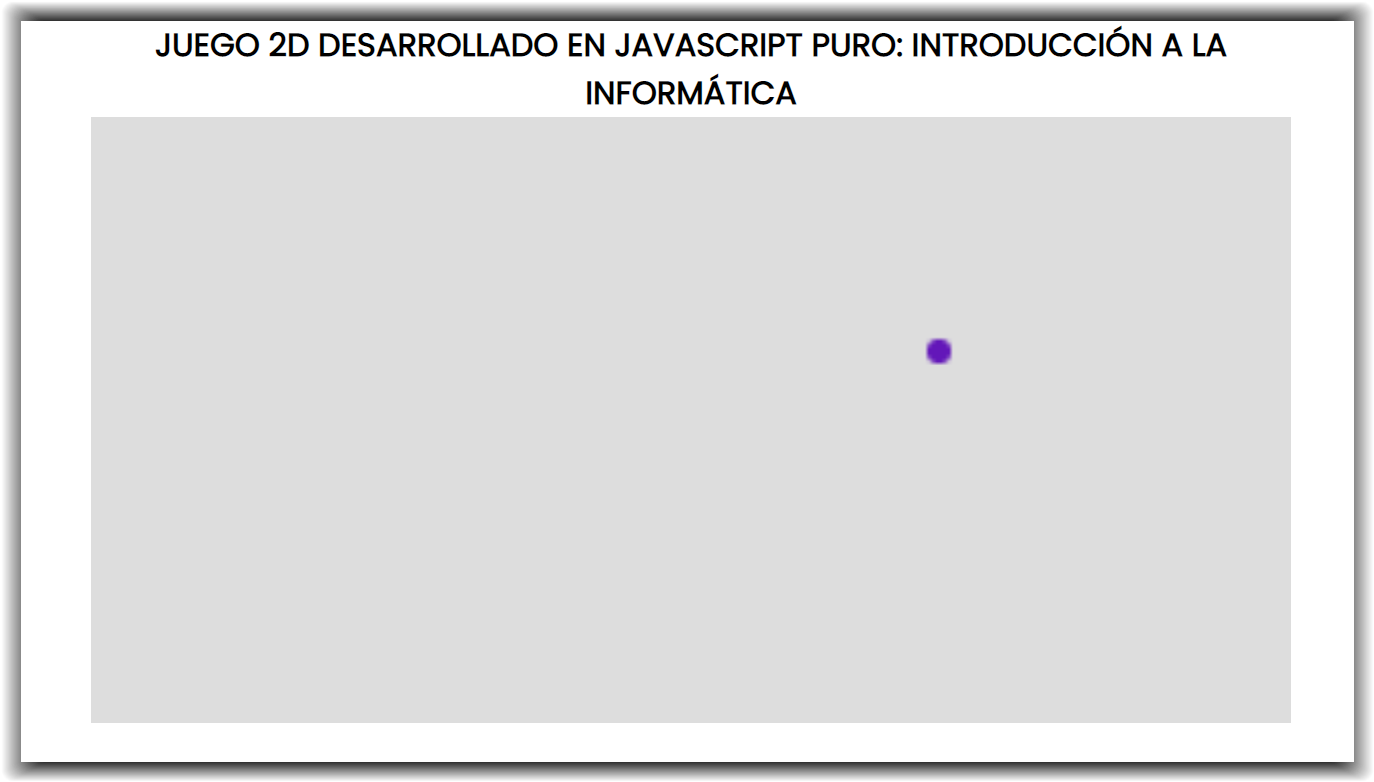 JUEGO 2D DESARROLLADO EN JAVASCRIPT PURO: INTRODUCCIÓN A LA
INFORMÁTICA